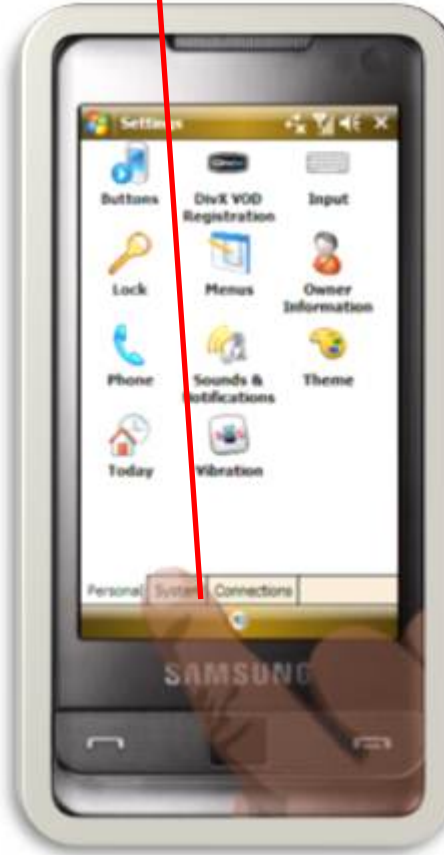 Settings
Buttons
DivX VOD
Registration
Input
Lock
Menus
Owner
Information
Phone
Sounds &
Notifications
Theme
Today
Vibration
Personal System Connections
SAMSUNG